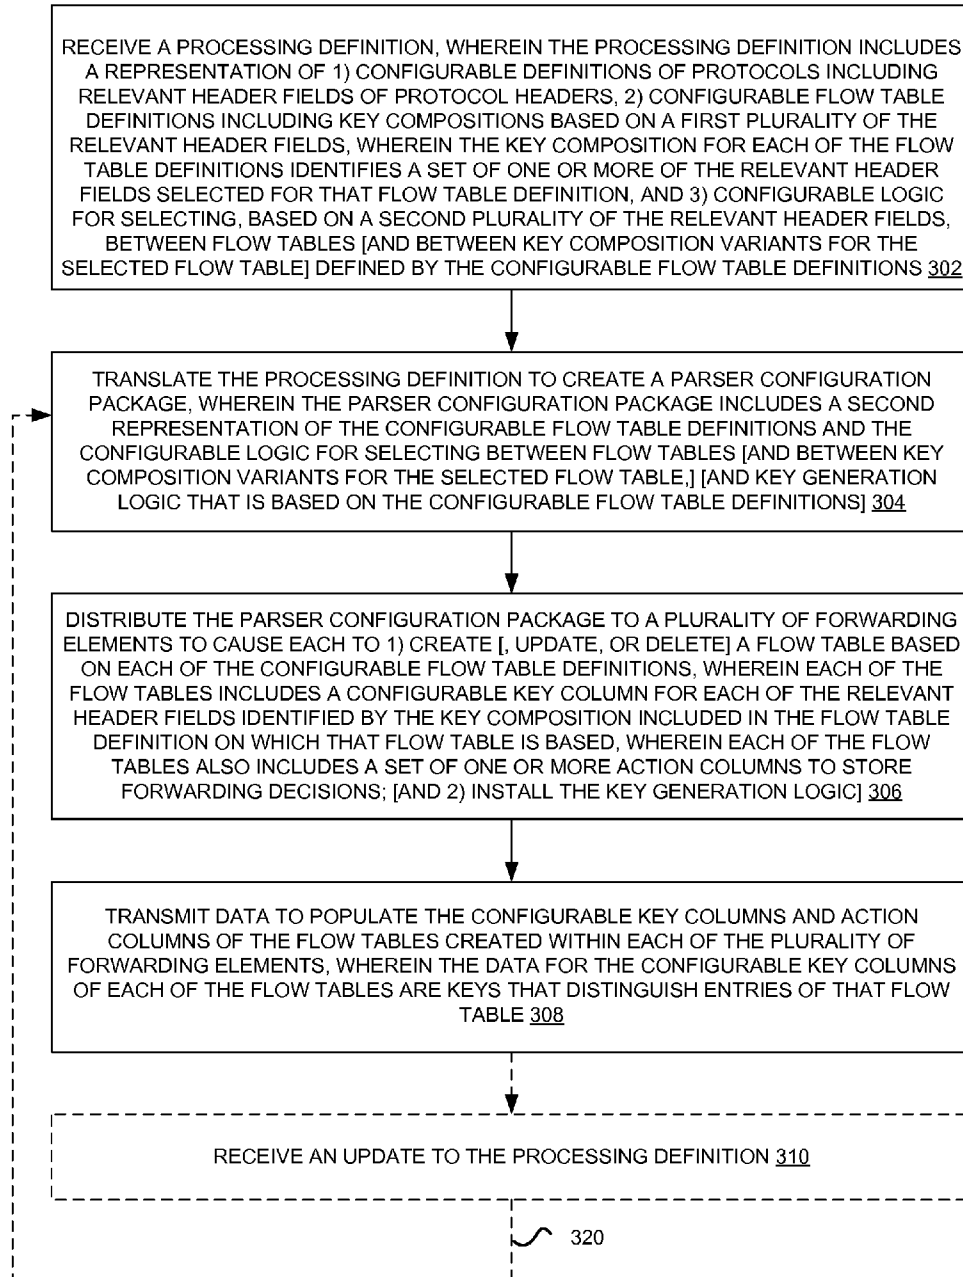 RECEIVE A PROCESSING DEFINITION, WHEREIN THE PROCESSING DEFINITION INCLUDES
A REPRESENTATION OF 1) CONFIGURABLE DEFINITIONS OF PROTOCOLS INCLUDING
RELEVANT HEADER FIELDS OF PROTOCOL HEADERS, 2) CONFIGURABLE FLOW TABLE
DEFINITIONS INCLUDING KEY COMPOSITIONS BASED ON A FIRST PLURALITY OF THE
RELEVANT HEADER FIELDS, WHEREIN THE KEY COMPOSITION FOR EACH OF THE FLOW
TABLE DEFINITIONS IDENTIFIES A SET OF ONE OR MORE OF THE RELEVANT HEADER
FIELDS SELECTED FOR THAT FLOW TABLE DEFINITION, AND 3) CONFIGURABLE LOGIC
FOR SELECTING, BASED ON A SECOND PLURALITY OF THE RELEVANT HEADER FIELDS,
BETWEEN FLOW TABLES [AND BETWEEN KEY COMPOSITION VARIANTS FOR THE
SELECTED FLOW TABLE] DEFINED BY THE CONFIGURABLE FLOW TABLE DEFINITIONS 302
TRANSLATE THE PROCESSING DEFINITION TO CREATE A PARSER CONFIGURATION
PACKAGE, WHEREIN THE PARSER CONFIGURATION PACKAGE INCLUDES A SECOND
REPRESENTATION OF THE CONFIGURABLE FLOW TABLE DEFINITIONS AND THE
CONFIGURABLE LOGIC FOR SELECTING BETWEEN FLOW TABLES [AND BETWEEN KEY
COMPOSITION VARIANTS FOR THE SELECTED FLOW TABLE,] [AND KEY GENERATION
LOGIC THAT IS BASED ON THE CONFIGURABLE FLOW TABLE DEFINITIONS] 304
DISTRIBUTE THE PARSER CONFIGURATION PACKAGE TO A PLURALITY OF FORWARDING
ELEMENTS TO CAUSE EACH TO 1) CREATE [, UPDATE, OR DELETE] A FLOW TABLE BASED
ON EACH OF THE CONFIGURABLE FLOW TABLE DEFINITIONS, WHEREIN EACH OF THE
FLOW TABLES INCLUDES A CONFIGURABLE KEY COLUMN FOR EACH OF THE RELEVANT
HEADER FIELDS IDENTIFIED BY THE KEY COMPOSITION INCLUDED IN THE FLOW TABLE
DEFINITION ON WHICH THAT FLOW TABLE IS BASED, WHEREIN EACH OF THE FLOW
TABLES ALSO INCLUDES A SET OF ONE OR MORE ACTION COLUMNS TO STORE
FORWARDING DECISIONS; [AND 2) INSTALL THE KEY GENERATION LOGIC] 306
TRANSMIT DATA TO POPULATE THE CONFIGURABLE KEY COLUMNS AND ACTION
COLUMNS OF THE FLOW TABLES CREATED WITHIN EACH OF THE PLURALITY OF
FORWARDING ELEMENTS, WHEREIN THE DATA FOR THE CONFIGURABLE KEY COLUMNS
OF EACH OF THE FLOW TABLES ARE KEYS THAT DISTINGUISH ENTRIES OF THAT FLOW
TABLE 308
RECEIVE AN UPDATE TO THE PROCESSING DEFINITION 310
320